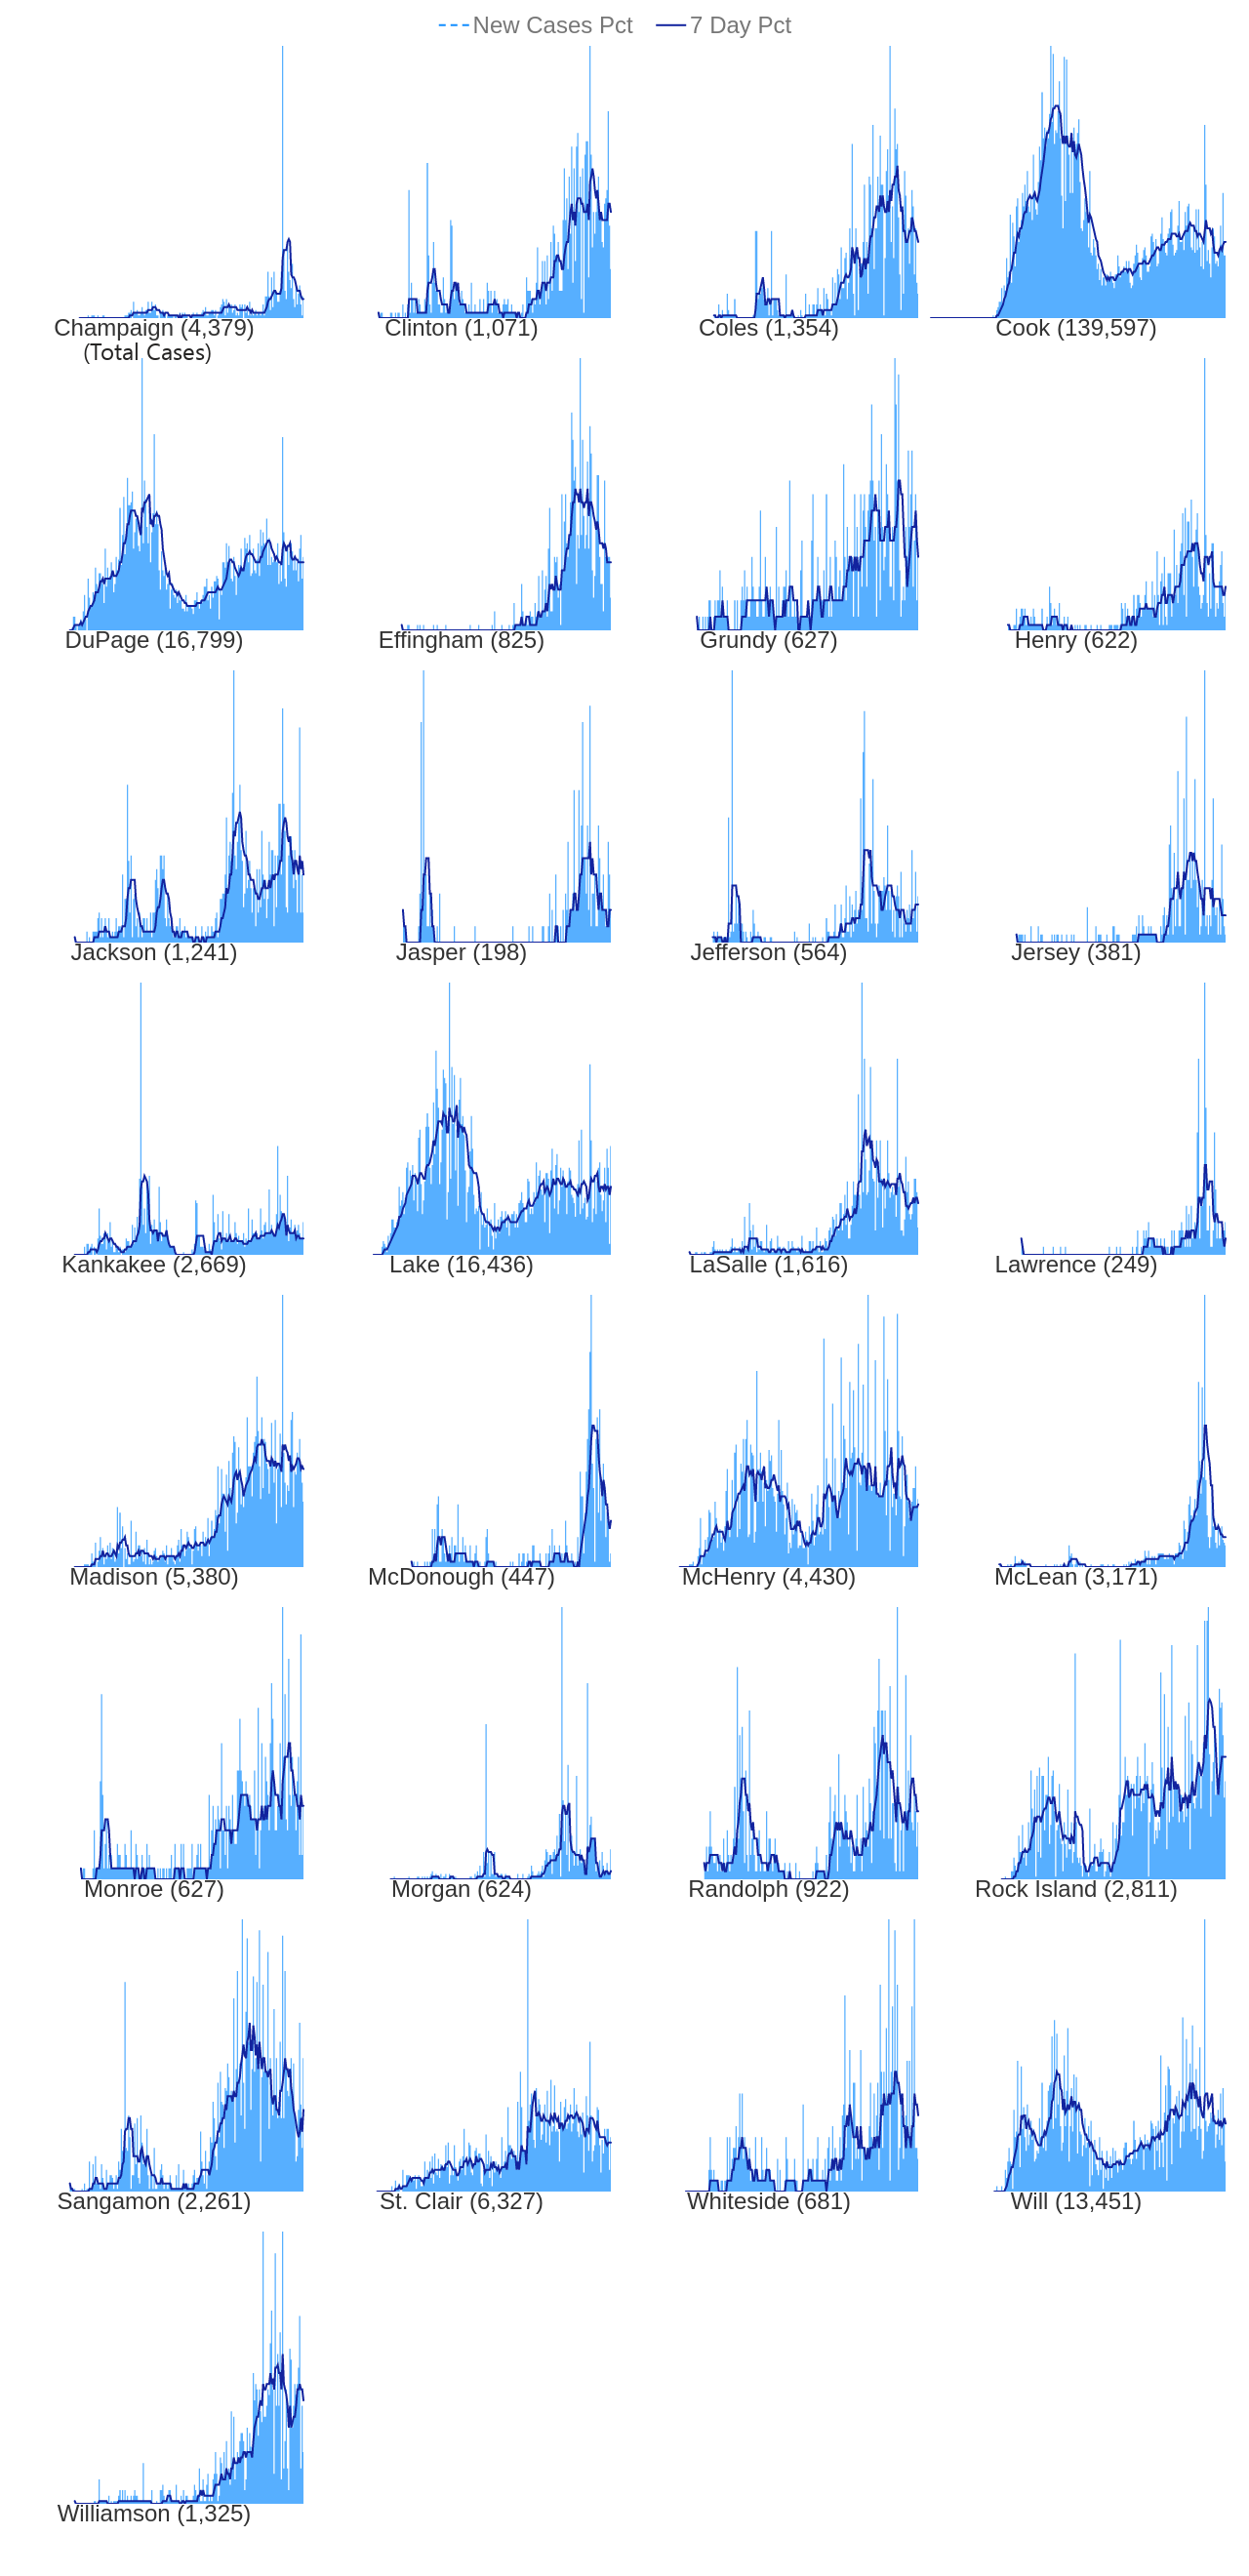 New Cases Pct 7 Day Pct
Champaign (4,379) Clinton (1,071) Coles (1,354) Cook (139,597)
(Total Cases)
DuPage (16,799) Effingham (825) Grundy (627) Henry (622)
Jackson (1,241) Jasper (198) Jefferson (564) Jersey (381)
Kankakee (2,669) Lake (16,436) LaSalle (1,616) Lawrence (249)
Madison (5,380) McDonough (447) McHenry (4,430) McLean (3,171)
Monroe (627) Morgan (624) Randolph (922) Rock Island (2,811)
Sangamon (2,261) St. Clair (6,327) Whiteside (681) Will (13,451)
Williamson (1,325)